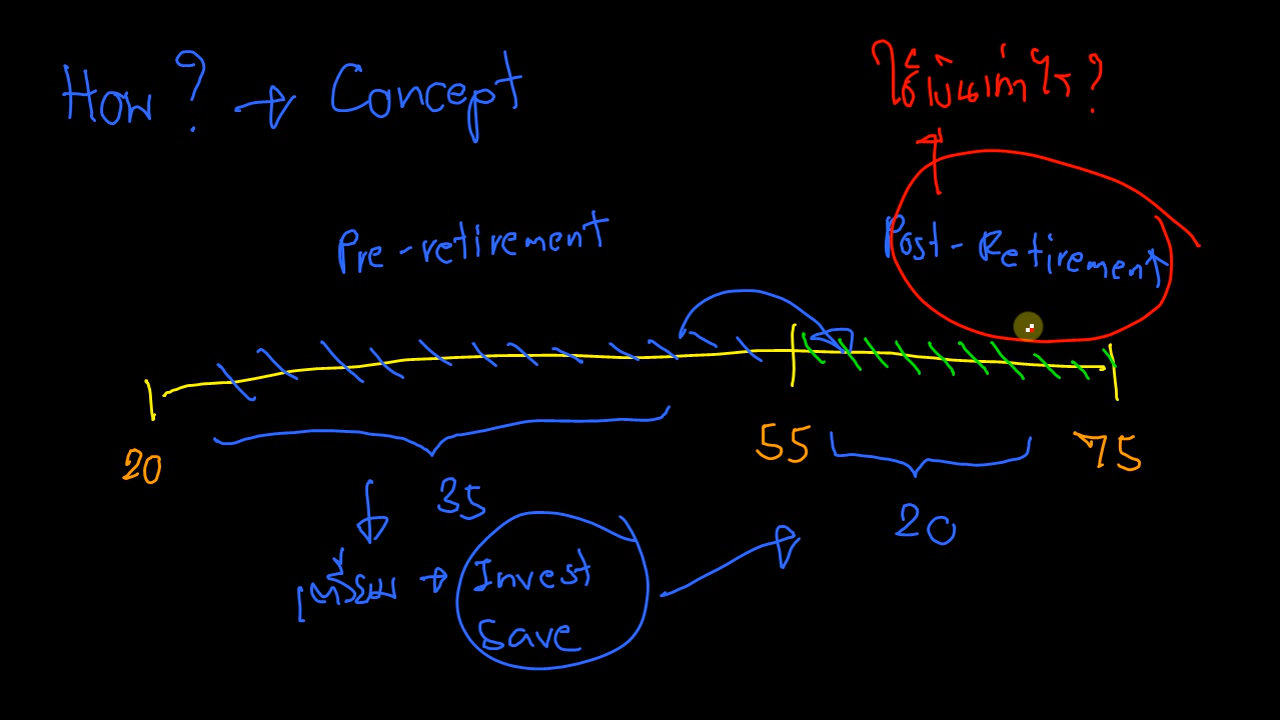 How? → Concept
ใช้เงินเท่าไร?
Pre-retirement
Post-Retirement
20
55
75
35
20
เตรียม → Invest
Save